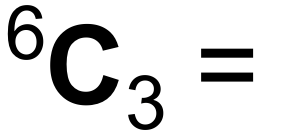 ⁶C₃ =